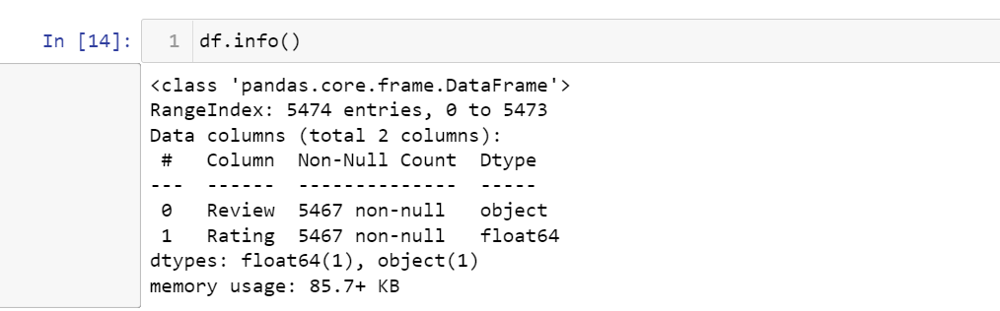 In [14]: 1 df.info()
<class 'pandas.core.frame.DataFrame'>
RangeIndex: 5474 entries, 0 to 5473
Data columns (total 2 columns):
 #   Column  Non-Null Count  Dtype
---  ------  --------------  -----
 0   Review  5467 non-null   object
 1   Rating  5467 non-null   float64
dtypes: float64(1), object(1)
memory usage: 85.7+ KB